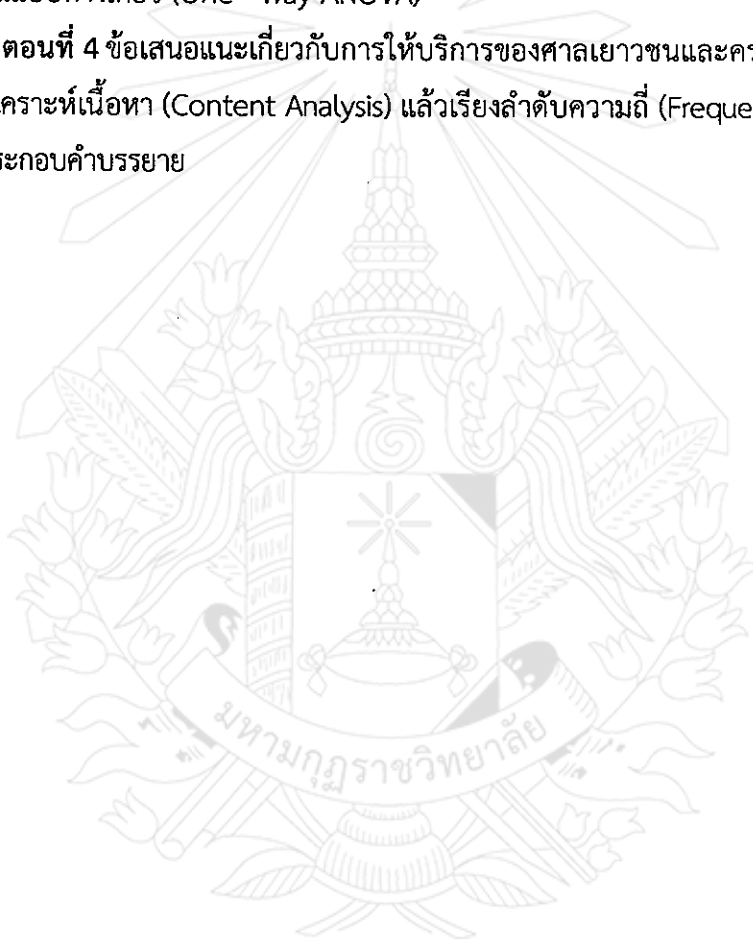 (One - Way ANOVA)
ตอนที่ 4 ข้อเสนอแนะเกี่ยวกับการให้บริการของศาลเยาวชนและคร
เคราะห์เนื้อหา (Content Analysis) แล้วเรียงลำดับความถี่ (Freque
ระกอบคำบรรยาย
มหามกุฏราชวิทยาลัย